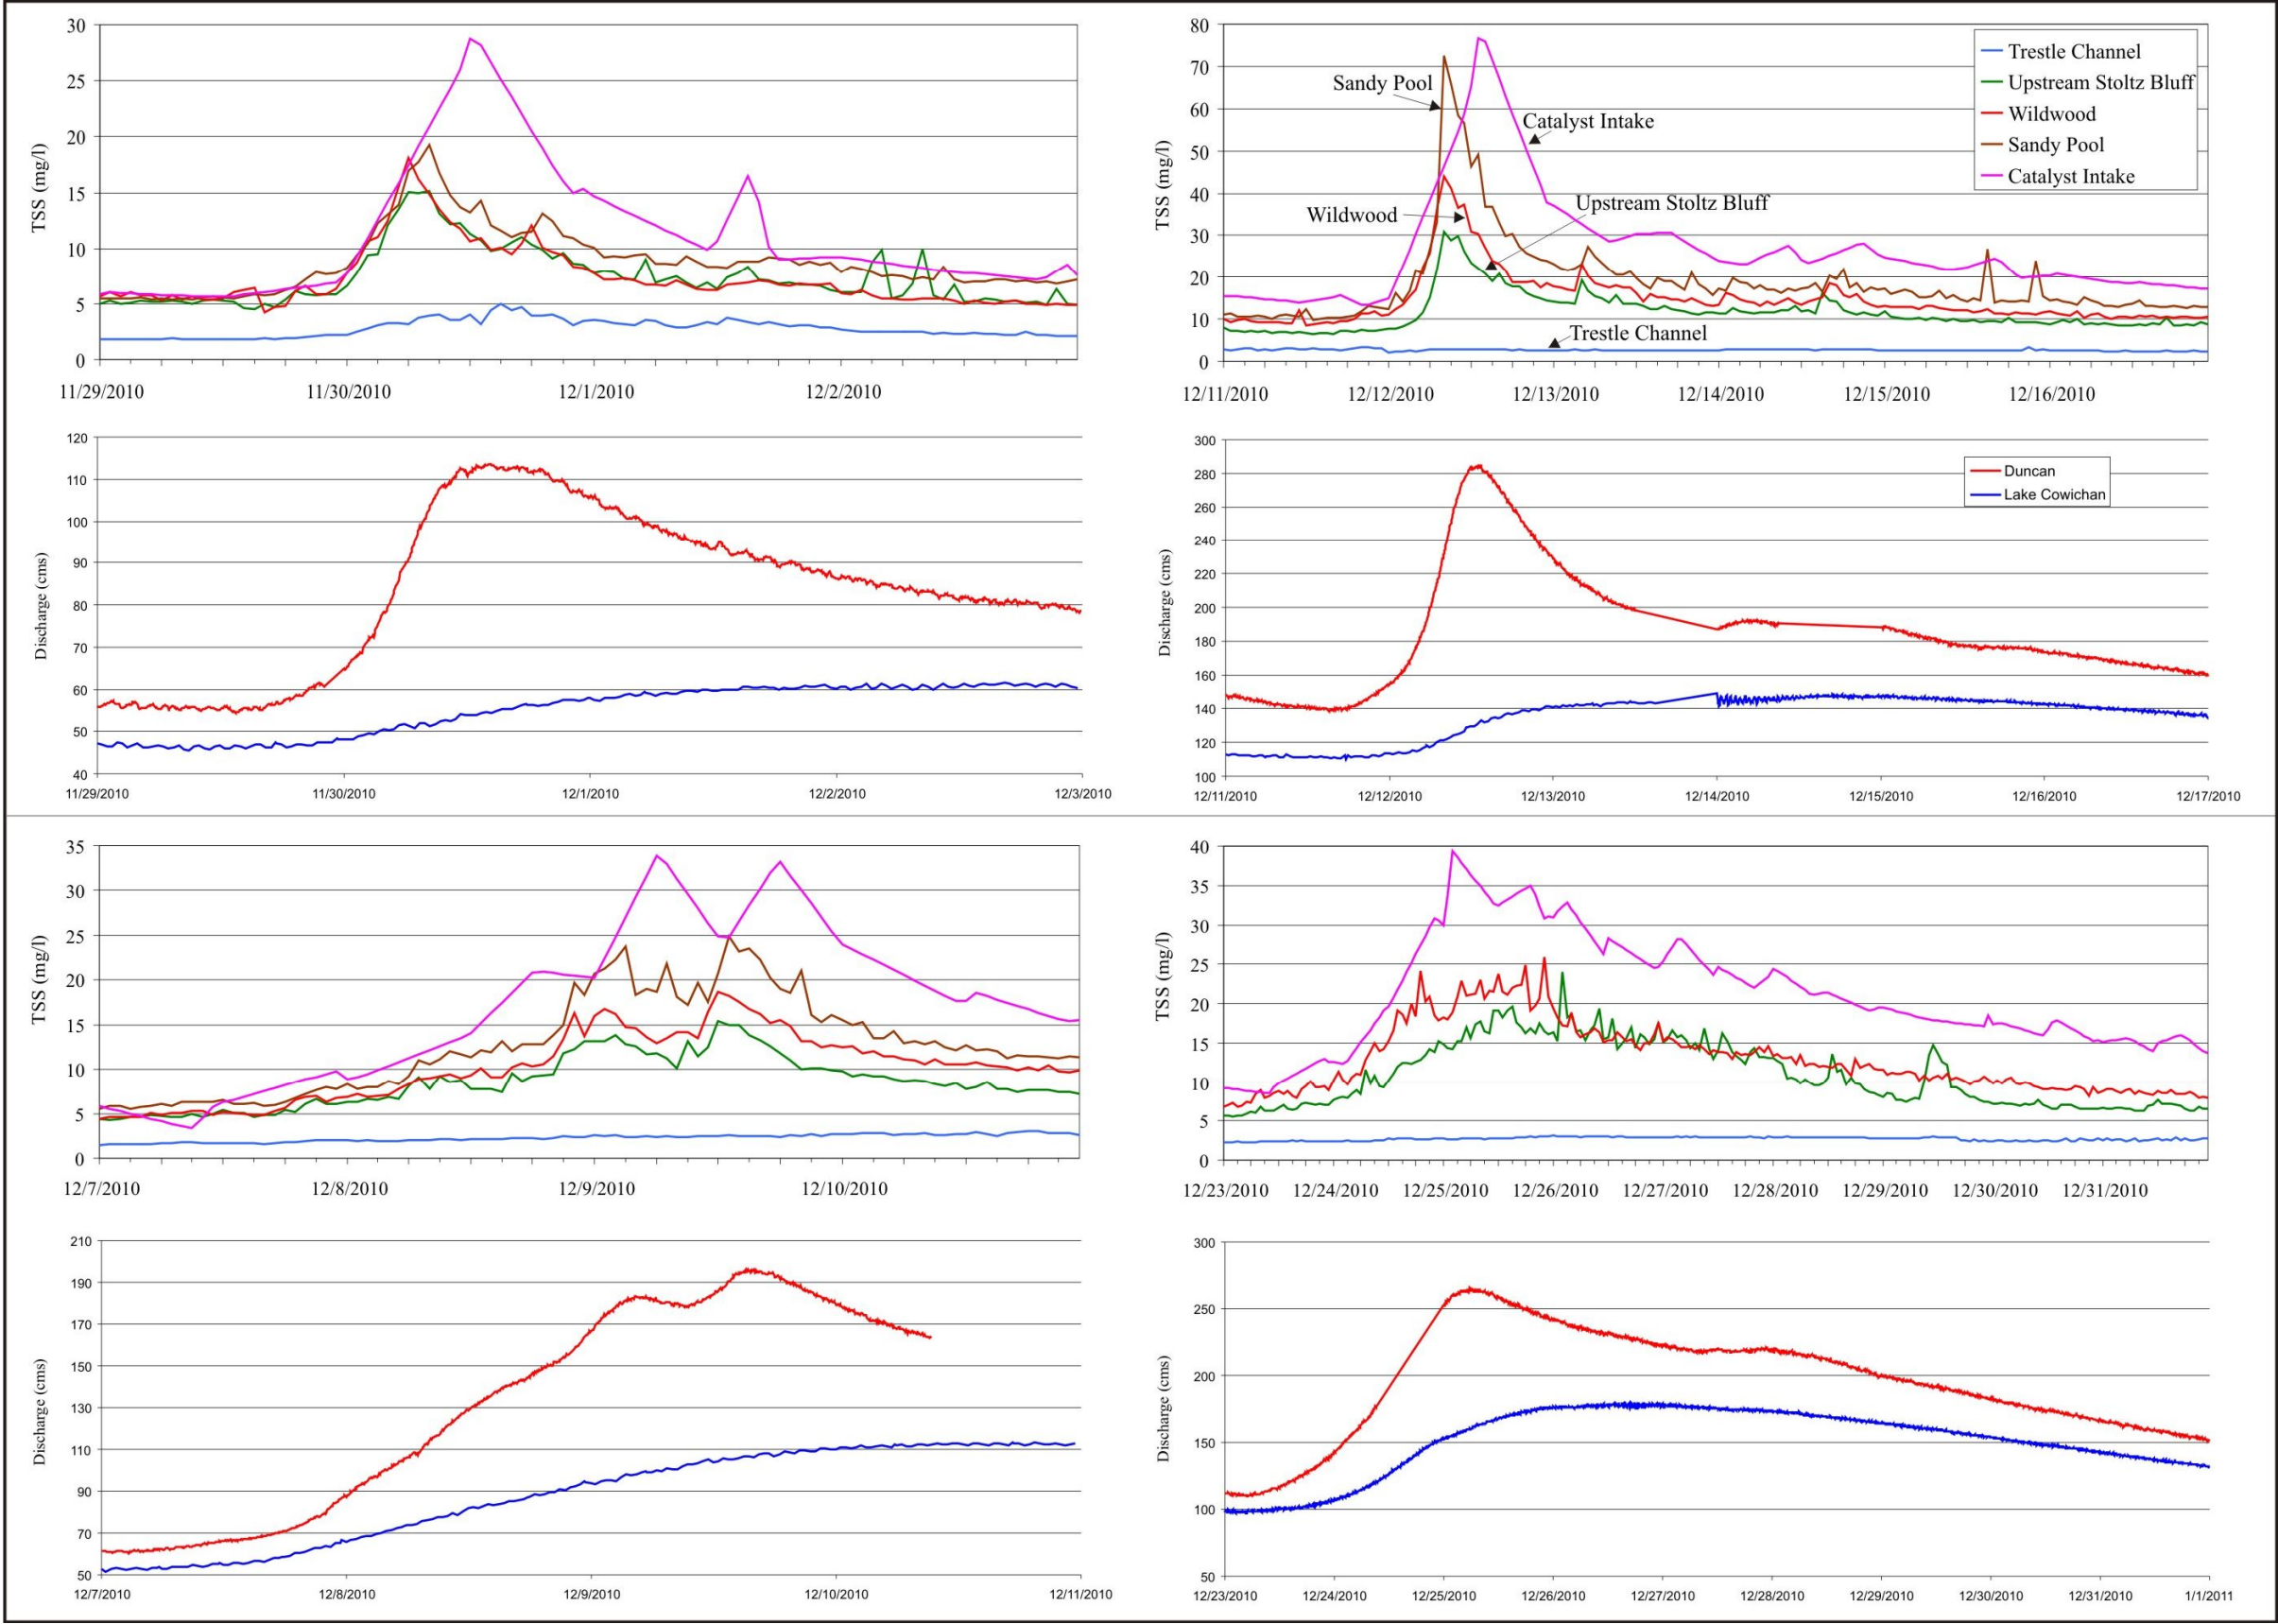 30
25
20
15
10
5
0
TSS (mg/l)
11/29/2010 11/30/2010 12/1/2010 12/2/2010
80
70
60
50
40
30
20
10
0
TSS (mg/l)
Sandy Pool
Catalyst Intake
Wildwood
Upstream Stoltz Bluff
Trestle Channel
Trestle Channel
Upstream Stoltz Bluff
Wildwood
Sandy Pool
Catalyst Intake
12/11/2010 12/12/2010 12/13/2010 12/14/2010 12/15/2010 12/16/2010
120
110
100
90
80
70
60
50
40
Discharge (cms)
11/29/2010 11/30/2010 12/1/2010 12/2/2010 12/3/2010
300
280
260
240
220
200
180
160
140
120
100
Discharge (cms)
Duncan
Lake Cowichan
12/11/2010 12/12/2010 12/13/2010 12/14/2010 12/15/2010 12/16/2010 12/17/2010
35
30
25
20
15
10
5
0
TSS (mg/l)
12/7/2010 12/8/2010 12/9/2010 12/10/2010
40
35
30
25
20
15
10
5
0
TSS (mg/l)
12/23/2010 12/24/2010 12/25/2010 12/26/2010 12/27/2010 12/28/2010 12/29/2010 12/30/2010 12/31/2010
210
190
170
150
130
110
90
70
50
Discharge (cms)
12/7/2010 12/8/2010 12/9/2010 12/10/2010 12/11/2010
300
250
200
150
100
50
Discharge (cms)
12/23/2010 12/24/2010 12/25/2010 12/26/2010 12/27/2010 12/28/2010 12/29/2010 12/30/2010 12/31/2010 1/1/2011